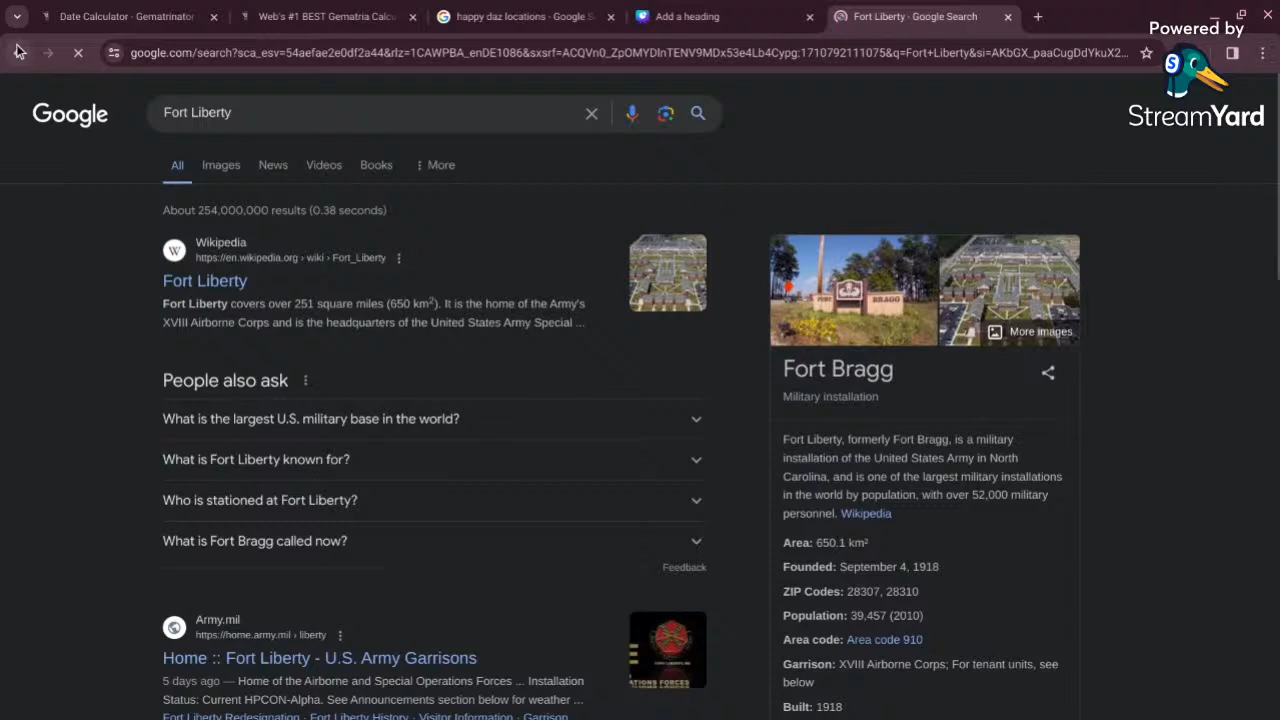 Date Calculator - Gematrinator
Web's #1 BEST Gematria Calcu
happy daz locations - Google S
Add a heading
Fort Liberty - Google Search
Powered by
StreamYard
google.com/search?sca_esv=54aefae2e0df2a44&rlz=1CAWPBA_enDE1086&sxsrf=ACQVn0_ZpOMYDlnTENV9MDx53e4Lb4Cypg:1710792111075&q=Fort+Liberty&si=AKbGX_paaCugDdYkuX2...
Google
Fort Liberty
All
Images
News
Videos
Books
More
About 254,000,000 results (0.38 seconds)
W
Wikipedia
https://en.wikipedia.org › wiki › Fort_Liberty
Fort Liberty
Fort Liberty covers over 251 square miles (650 km²). It is the home of the Army's
XVIII Airborne Corps and is the headquarters of the United States Army Special ...
People also ask
What is the largest U.S. military base in the world?
What is Fort Liberty known for?
Who is stationed at Fort Liberty?
What is Fort Bragg called now?
Feedback
Army.mil
https://home.army.mil › liberty
Home :: Fort Liberty - U.S. Army Garrisons
5 days ago — Home of the Airborne and Special Operations Forces ... Installation
Status: Current HPCON-Alpha. See Announcements section below for weather ...
Fort Liberty Redesignation · Fort Liberty History · Visitor Information · Garrison
FORT
BRAGG
More images
Fort Bragg
Military installation
Fort Liberty, formerly Fort Bragg, is a military
installation of the United States Army in North
Carolina, and is one of the largest military installations
in the world by population, with over 52,000 military
personnel. Wikipedia
Area: 650.1 km²
Founded: September 4, 1918
ZIP Codes: 28307, 28310
Population: 39,457 (2010)
Area code: Area code 910
Garrison: XVIII Airborne Corps; For tenant units, see
below
Built: 1918